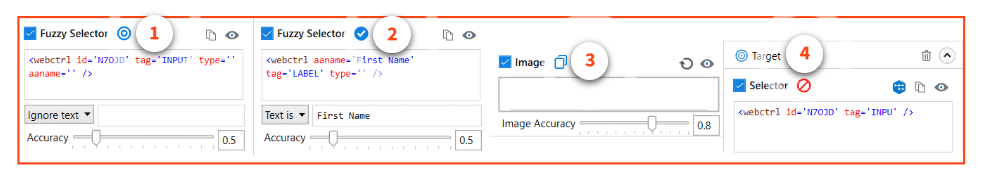 Fuzzy Selector 1
<webctrl id='N7OJD' tag='INPUT' type=''
aaname='' />
Ignore text
Accuracy 0.5
Fuzzy Selector 2
<webctrl aaname='First Name'
tag='LABEL' type='' />
Text is First Name
Accuracy 0.5
Image 3
Image Accuracy 0.8
Target 4
Selector
<webctrl id='N7OJD' tag='INPU' />